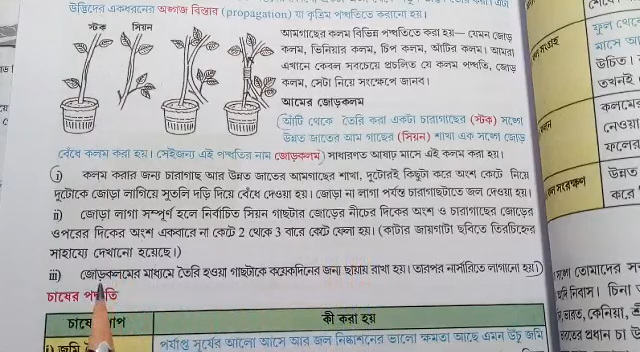 উদ্ভিদের একধরনের অঙ্গজ বিস্তার (propagation) যা কৃত্রিম পদ্ধতিতে করানো হয়।
স্টক
সিয়ন
আমগাছের কলম বিভিন্ন পদ্ধতিতে করা হয়— যেমন জোড়
কলম, ভিনিয়ার কলম, চিপ কলম, আঁটির কলম। আমরা
এখানে কেবল সবচেয়ে প্রচলিত যে কলম পদ্ধতি, জোড়
কলম, সেটা নিয়ে সংক্ষেপে জানব।
আমের জোড়কলম
আঁটি থেকে তৈরি করা একটা চারাগাছের (স্টক) সঙ্গে
উন্নত জাতের আম গাছের (সিয়ন) শাখা এক সঙ্গে জোড়
বেঁধে কলম করা হয়। সেইজন্য এই পদ্ধতির নাম জোড়কলম। সাধারণত আষাঢ় মাসে এই কলম করা হয়।
i) কলম করার জন্য চারাগাছ আর উন্নত জাতের আমগাছের শাখা, দুটোরই কিছুটা করে অংশ কেটে নিয়ে
দুটোকে জোড়া লাগিয়ে সুতলি দড়ি দিয়ে বেঁধে দেওয়া হয়। জোড়া না লাগা পর্যন্ত চারাগাছটাতে জল দেওয়া হয়।
ii) জোড়া লাগা সম্পূর্ণ হলে নির্বাচিত সিয়ন গাছটার জোড়ের নীচের দিকের অংশ ও চারাগাছের জোড়ের
ওপরের দিকের অংশ একবারে না কেটে 2 থেকে 3 বারে কেটে ফেলা হয়। (কাটার জায়গাটা ছবিতে তিরচিহ্নের
সাহায্যে দেখানো হয়েছে।)
iii) জোড়কলমের মাধ্যমে তৈরি হওয়া গাছটাকে কয়েকদিনের জন্য ছায়ায় রাখা হয়। তারপর নার্সারিতে লাগানো হয়।
চাষের পদ্ধতি
চাষের ধাপ
কী করা হয়
i) জমি
পর্যাপ্ত সূর্যের আলো আসে আর জল নিষ্কাশনের ভালো ক্ষমতা আছে এমন উঁচু জমি
ফুল থেকে
মাসে আ
উচিত।
তখনই
কলমের
নেওয়া
ফলের
উন্নত
করে
তোমাদের স
নিবাস। চিনা
ভারত, কেনিয়া, শ্র
প্রধান চা উ